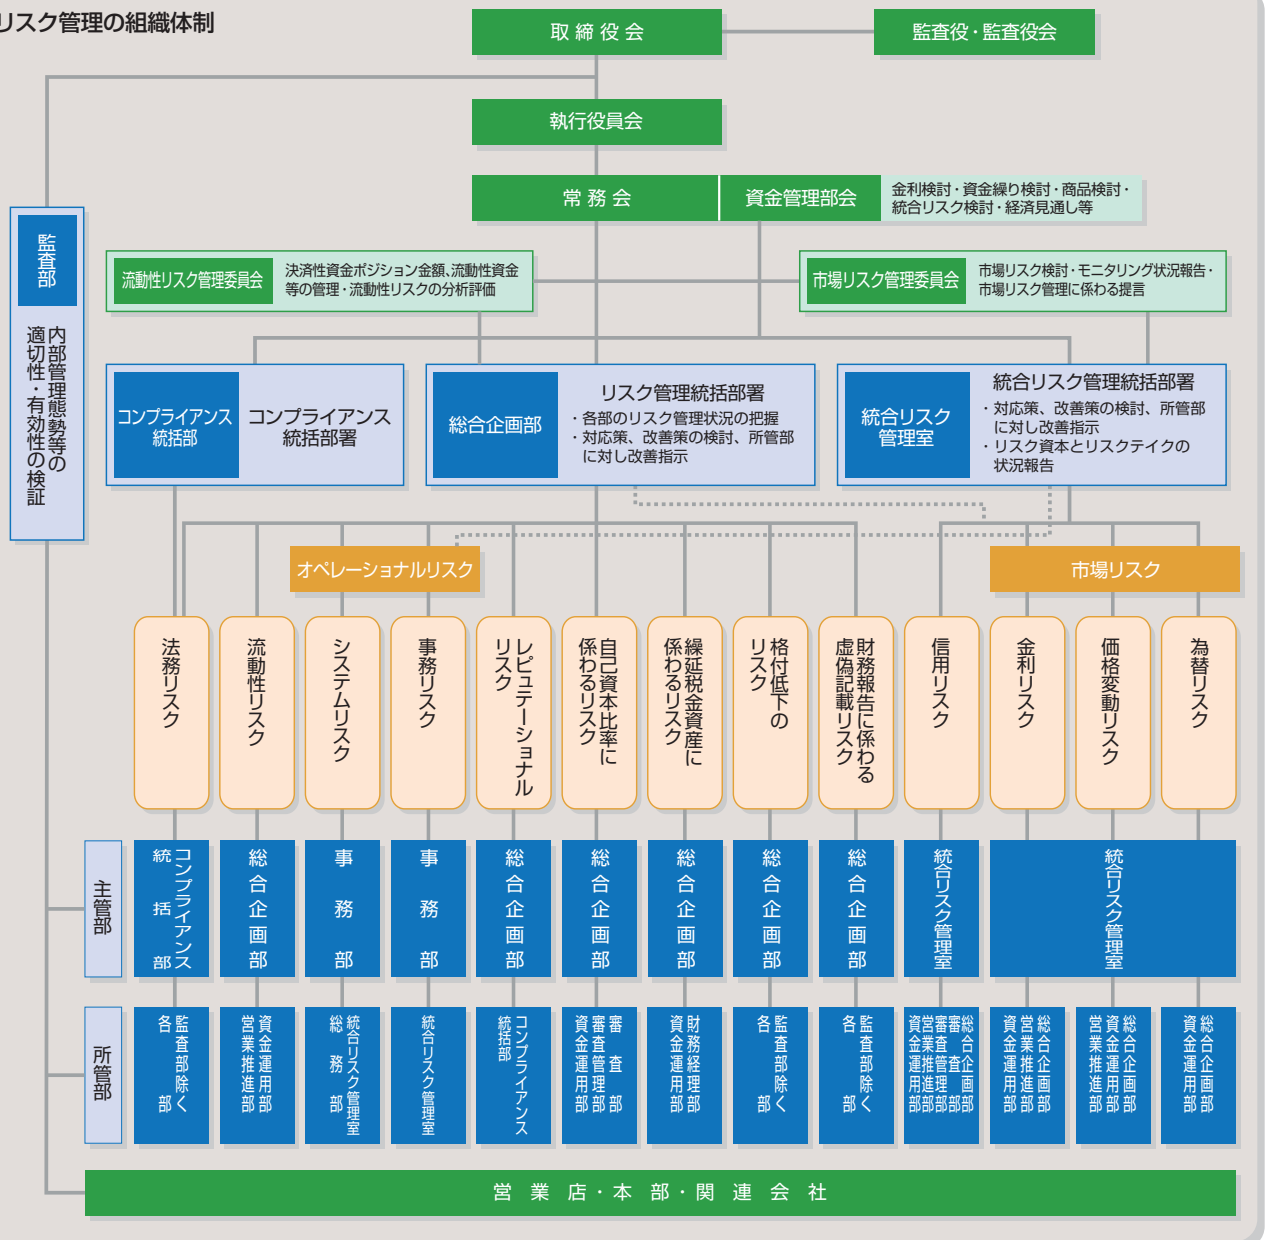 リスク管理の組織体制
取締役会
監査役・監査役会
執行役員会
常務会
資金管理部会
金利検討・資金繰り検討・商品検討・
統合リスク検討・経済見通し等
監査部
内部管理態勢等の
適切性・有効性の検証
流動性リスク管理委員会
決済性資金ポジション金額、流動性資金
等の管理・流動性リスクの分析評価
市場リスク管理委員会
市場リスク検討・モニタリング状況報告・
市場リスク管理に係わる提言
コンプライアンス
統括部
コンプライアンス
統括部署
総合企画部
リスク管理統括部署
・各部のリスク管理状況の把握
・対応策、改善策の検討、所管部
に対し改善指示
統合リスク
管理室
統合リスク管理統括部署
・対応策、改善策の検討、所管部
に対し改善指示
・リスク資本とリスクテイクの
状況報告
オペレーショナルリスク
市場リスク
法務リスク
流動性リスク
システムリスク
事務リスク
レピュテーショナル
リスク
自己資本比率に
係わるリスク
繰延税金資産に
係わるリスク
格付低下の
リスク
財務報告に係わる
虚偽記載リスク
信用リスク
金利リスク
価格変動リスク
為替リスク
主管部
コンプライアンス
統括部
総合企画部
事務部
事務部
総合企画部
総合企画部
総合企画部
総合企画部
総合企画部
統合リスク管理室
統合リスク管理室
所管部
監査部除く
各部
資金運用部
営業推進部
統合リスク管理室
総務部
統合リスク管理室
コンプライアンス
統括部
審査部
審査管理部
資金運用部
財務経理部
資金運用部
監査部除く
各部
監査部除く
各部
総合企画部
審査部
審査管理部
営業推進部
資金運用部
総合企画部
営業推進部
資金運用部
総合企画部
資金運用部
営業推進部
総合企画部
資金運用部
営業店・本部・関連会社